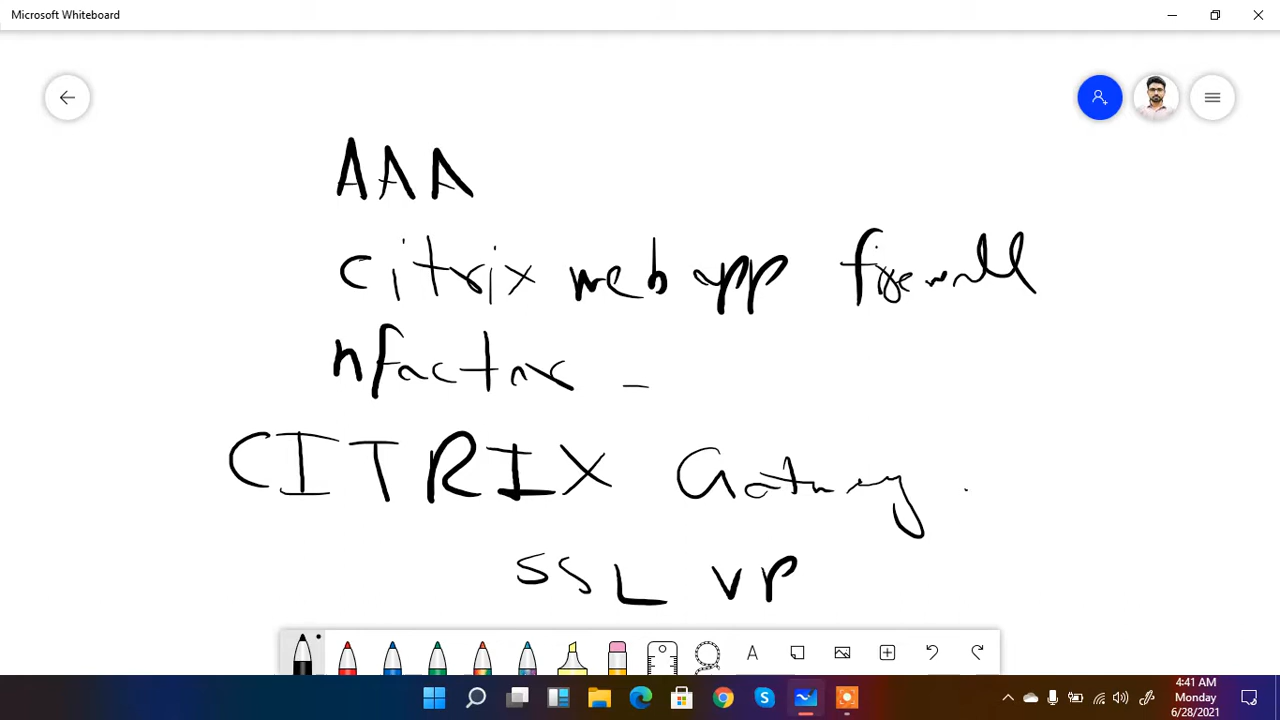 Microsoft Whiteboard
AAA
citrix web app firewall
nfactor -
CITRIX Gateway .
SSL VP
A
4:41 AM
Monday
6/28/2021